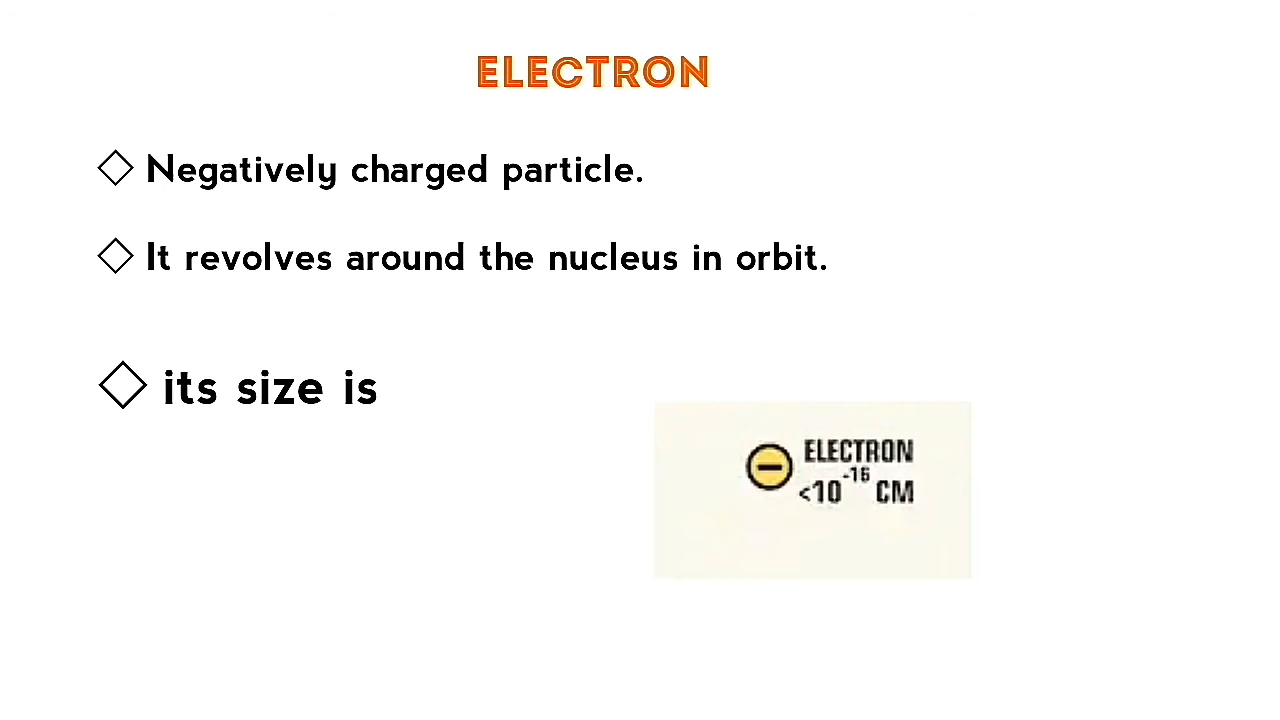 ELECTRON
◇ Negatively charged particle.
◇ It revolves around the nucleus in orbit.
◇ its size is
ELECTRON
<10⁻¹⁶ CM